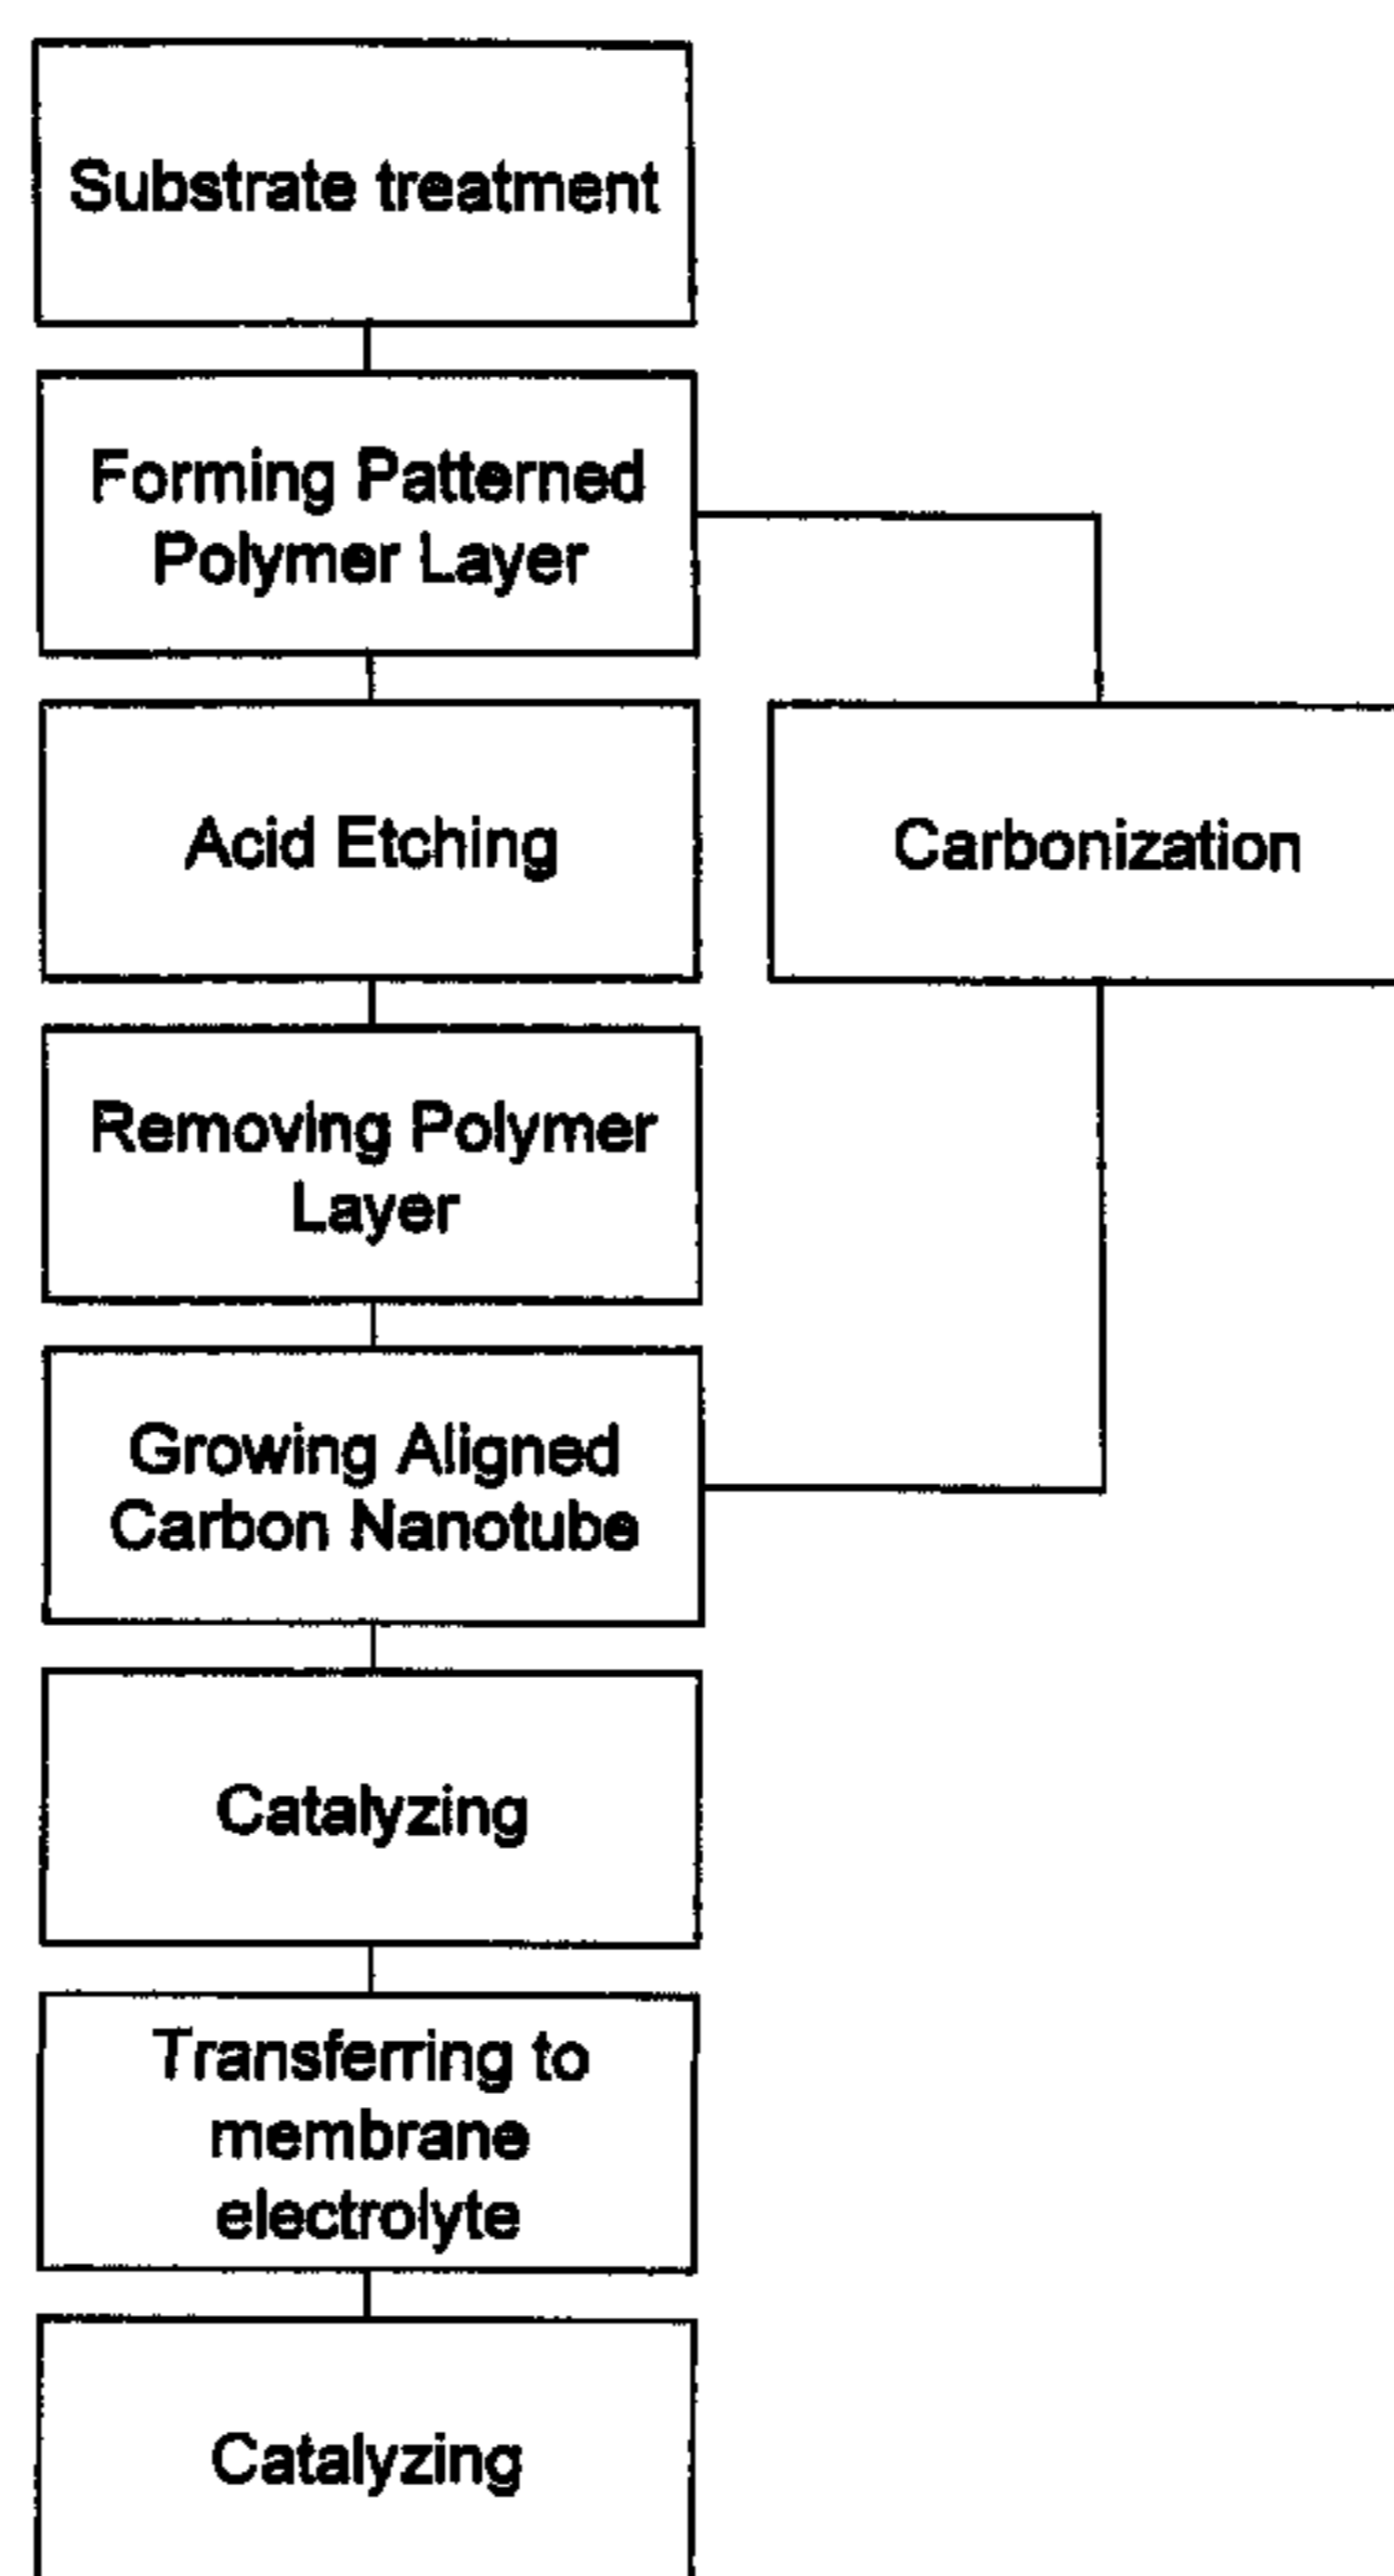 Substrate treatment
Forming Patterned
Polymer Layer
Acid Etching
Carbonization
Removing Polymer
Layer
Growing Aligned
Carbon Nanotube
Catalyzing
Transferring to
membrane
electrolyte
Catalyzing